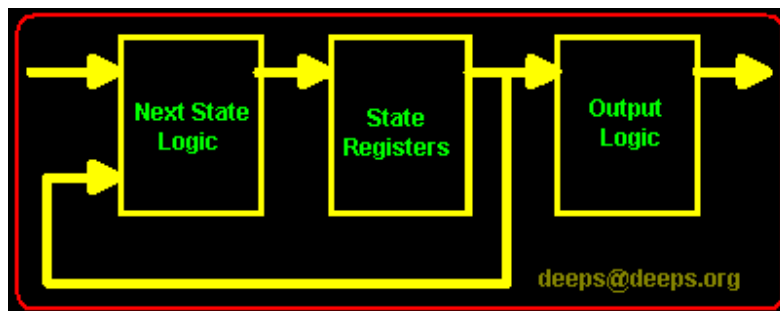 Next State
Logic
State
Registers
Output
Logic
deeps@deeps.org